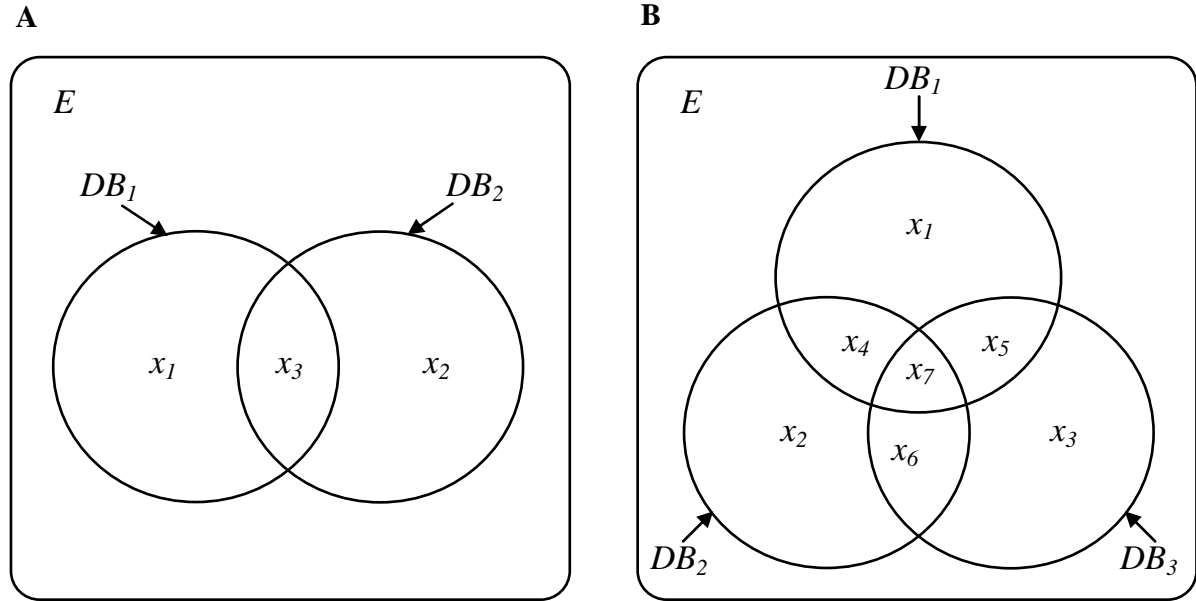 A
E
DB₁
DB₂
x₁
x₃
x₂
B
DB₁
E
x₁
x₄
x₅
x₇
x₂
x₃
x₆
DB₂
DB₃